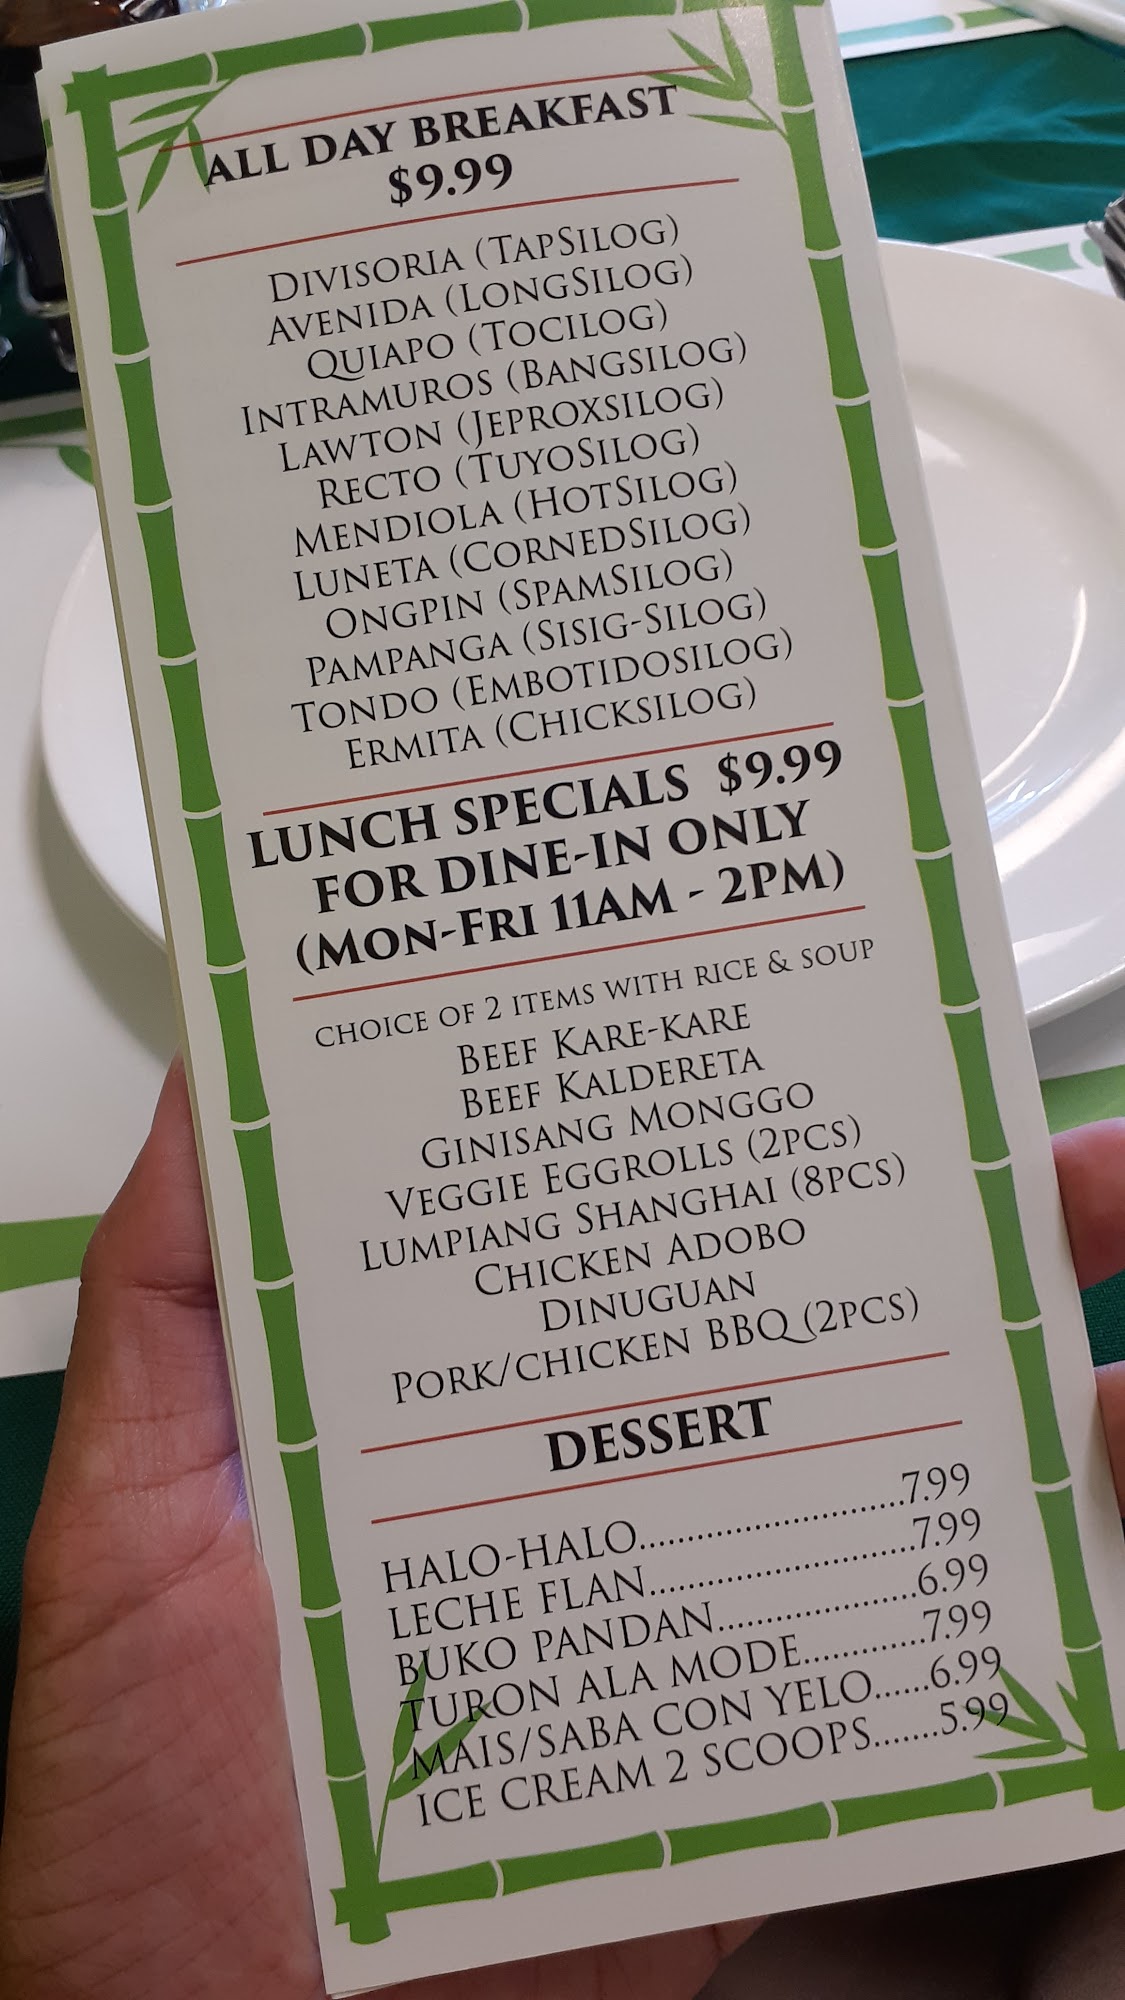 ALL DAY BREAKFAST
$9.99
DIVISORIA (TAPSILOG)
AVENIDA (LONGSILOG)
QUIAPO (TOCILOG)
INTRAMUROS (BANGSILOG)
LAWTON (JEPROXSILOG)
RECTO (TUYOSILOG)
MENDIOLA (HOTSILOG)
LUNETA (CORNEDSILOG)
ONGPIN (SPAMSILOG)
PAMPANGA (SISIG-SILOG)
TONDO (EMBOTIDOSILOG)
ERMITA (CHICKSILOG)
LUNCH SPECIALS $9.99
FOR DINE-IN ONLY
(MON-FRI 11AM - 2PM)
CHOICE OF 2 ITEMS WITH RICE & SOUP
BEEF KARE-KARE
BEEF KALDERETA
GINISANG MONGGO
VEGGIE EGGROLLS (2PCS)
LUMPIANG SHANGHAI (8PCS)
CHICKEN ADOBO
DINUGUAN
PORK/CHICKEN BBQ (2PCS)
DESSERT
HALO-HALO..........................7.99
LECHE FLAN..........................7.99
BUKO PANDAN....................6.99
TURON ALA MODE............7.99
MAIS/SABA CON YELO......6.99
ICE CREAM 2 SCOOPS.......5.99